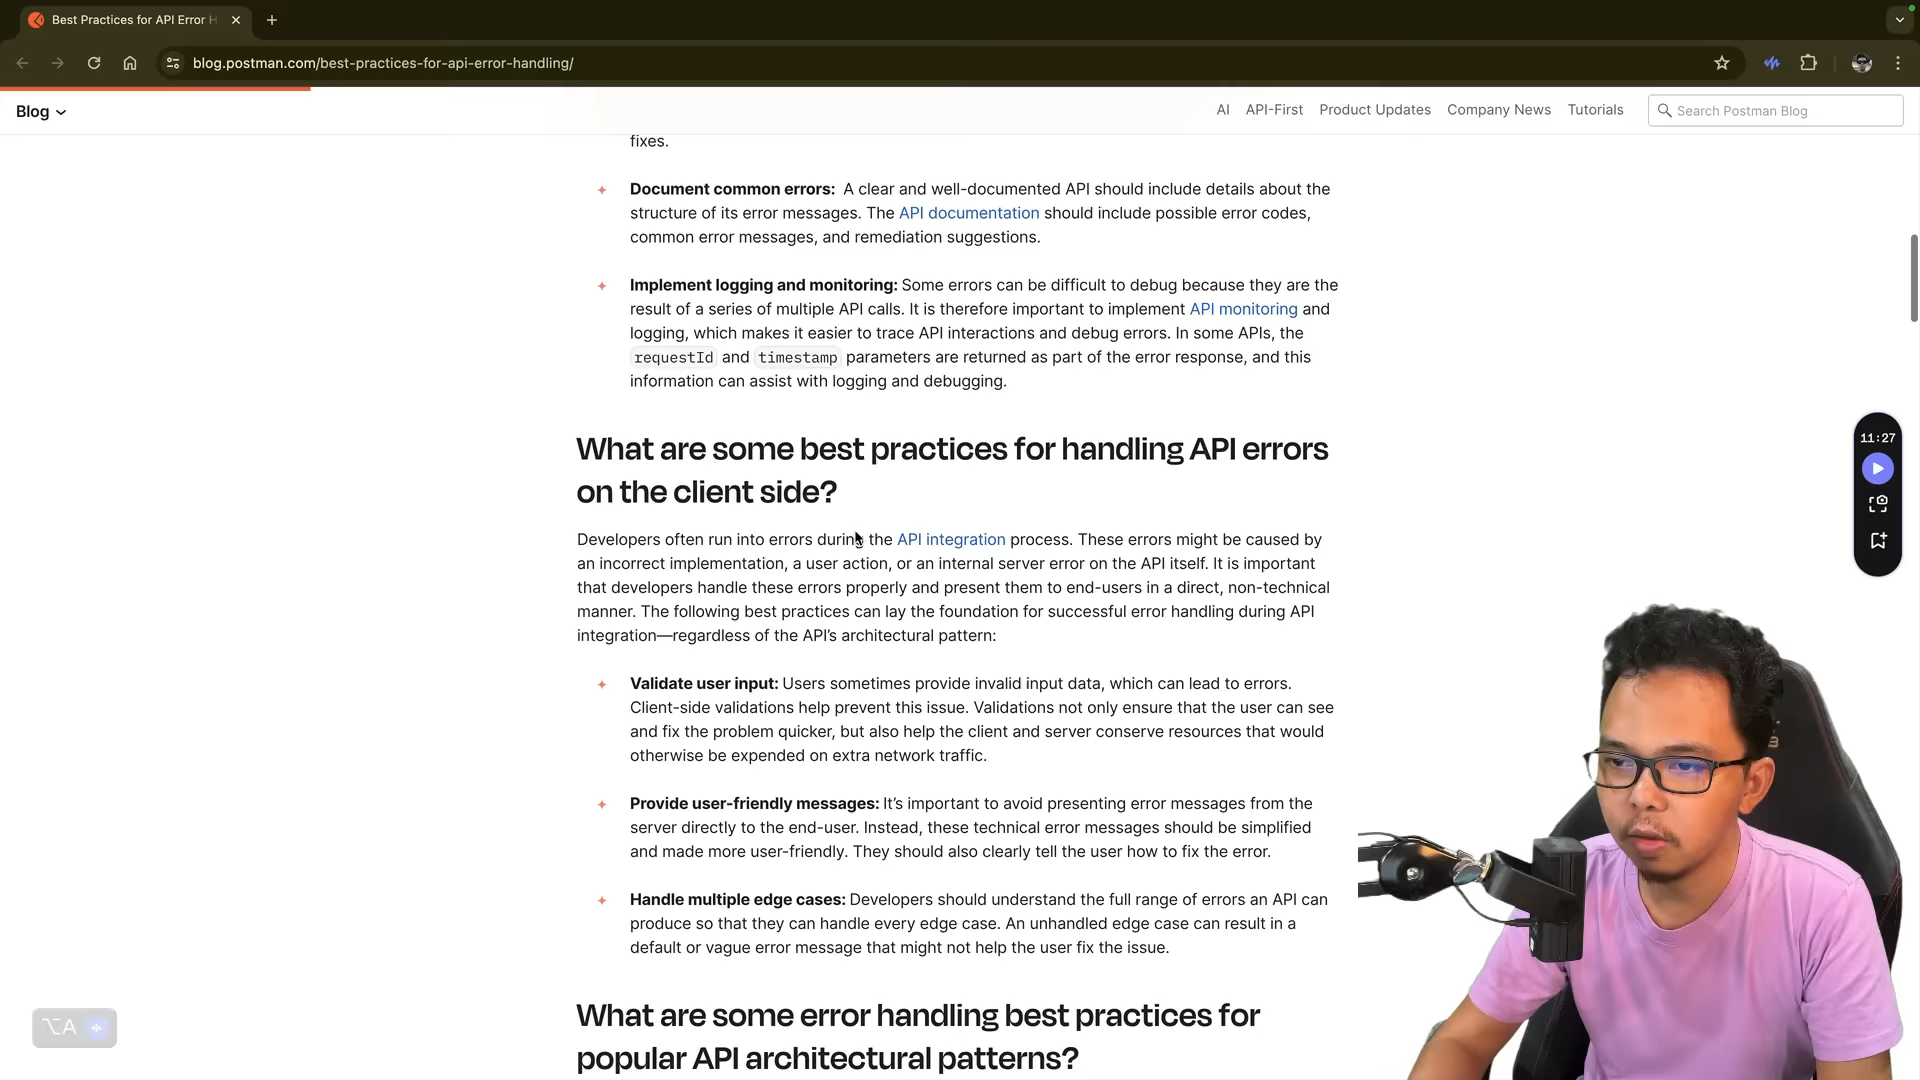 Best Practices for API Error H
blog.postman.com/best-practices-for-api-error-handling/
Blog
AI API-First Product Updates Company News Tutorials
Search Postman Blog
fixes.
Document common errors: A clear and well-documented API should include details about the
structure of its error messages. The API documentation should include possible error codes,
common error messages, and remediation suggestions.
Implement logging and monitoring: Some errors can be difficult to debug because they are the
result of a series of multiple API calls. It is therefore important to implement API monitoring and
logging, which makes it easier to trace API interactions and debug errors. In some APIs, the
requestId and timestamp parameters are returned as part of the error response, and this
information can assist with logging and debugging.
11:27
What are some best practices for handling API errors
on the client side?
Developers often run into errors during the API integration process. These errors might be caused by
an incorrect implementation, a user action, or an internal server error on the API itself. It is important
that developers handle these errors properly and present them to end-users in a direct, non-technical
manner. The following best practices can lay the foundation for successful error handling during API
integration—regardless of the API’s architectural pattern:
Validate user input: Users sometimes provide invalid input data, which can lead to errors.
Client-side validations help prevent this issue. Validations not only ensure that the user can see
and fix the problem quicker, but also help the client and server conserve resources that would
otherwise be expended on extra network traffic.
Provide user-friendly messages: It’s important to avoid presenting error messages from the
server directly to the end-user. Instead, these technical error messages should be simplified
and made more user-friendly. They should also clearly tell the user how to fix the error.
Handle multiple edge cases: Developers should understand the full range of errors an API can
produce so that they can handle every edge case. An unhandled edge case can result in a
default or vague error message that might not help the user fix the issue.
What are some error handling best practices for
popular API architectural patterns?
⌥A